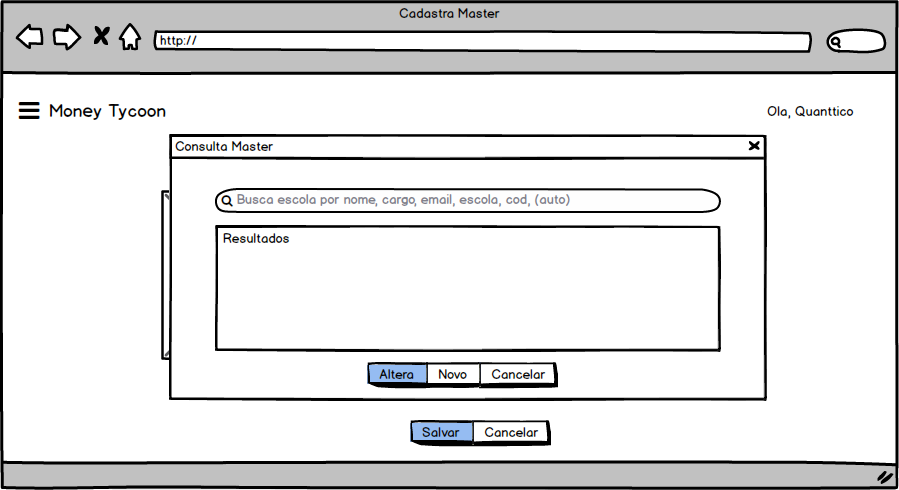 Cadastra Master
http://
Money Tycoon
Ola, Quanttico
Consulta Master
Busca escola por nome, cargo, email, escola, cod, (auto)
Resultados
Altera Novo Cancelar
Salvar Cancelar